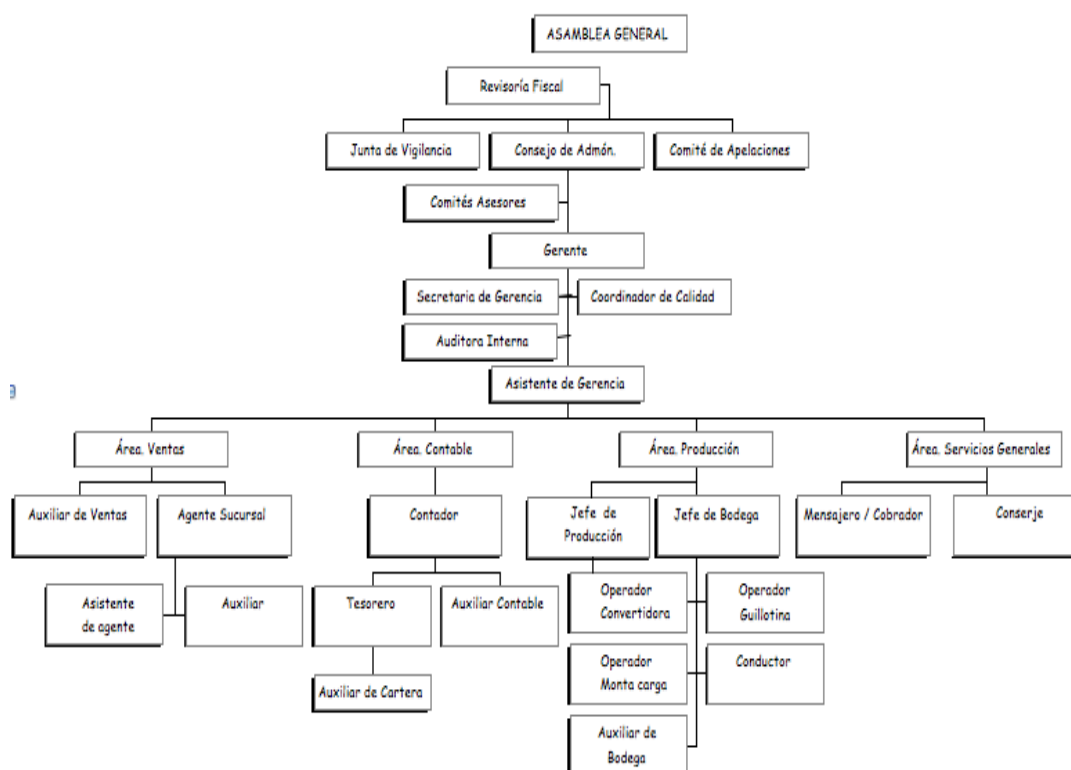 ASAMBLEA GENERAL
Revisoría Fiscal
Junta de Vigilancia
Consejo de Admón.
Comité de Apelaciones
Comités Asesores
Gerente
Secretaria de Gerencia
Coordinador de Calidad
Auditora Interna
Asistente de Gerencia
Área. Ventas
Área. Contable
Área. Producción
Área. Servicios Generales
Auxiliar de Ventas
Agente Sucursal
Contador
Jefe de
Producción
Jefe de Bodega
Mensajero / Cobrador
Conserje
Asistente
de agente
Auxiliar
Tesorero
Auxiliar Contable
Operador
Convertidora
Operador
Guillotina
Auxiliar de Cartera
Operador
Monta carga
Conductor
Auxiliar de
Bodega